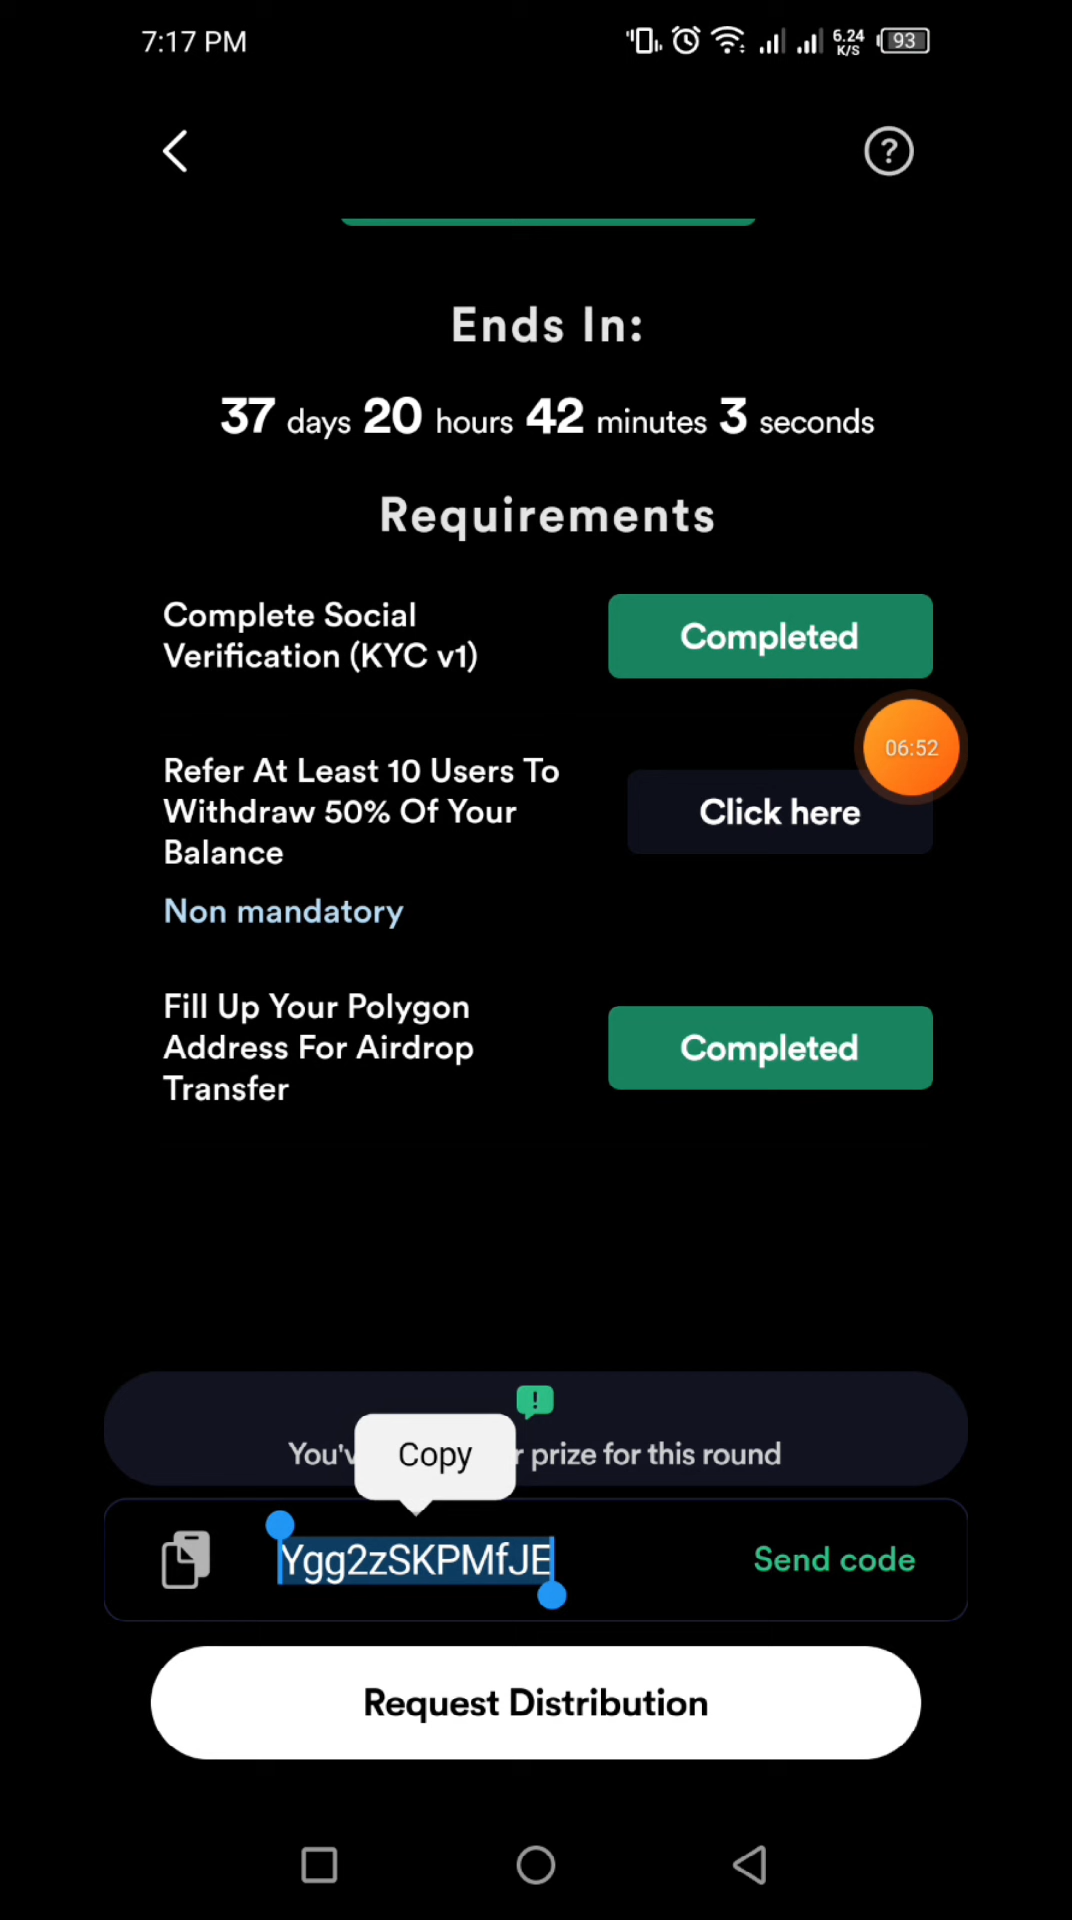 7:17 PM
6.24
K/S
93
Ends In:
37 days 20 hours 42 minutes 3 seconds
Requirements
Complete Social
Verification (KYC v1)
Completed
06:52
Refer At Least 10 Users To
Withdraw 50% Of Your
Balance
Click here
Non mandatory
Fill Up Your Polygon
Address For Airdrop
Transfer
Completed
Copy
prize for this round
Ygg2zSKPMfJE
Send code
Request Distribution